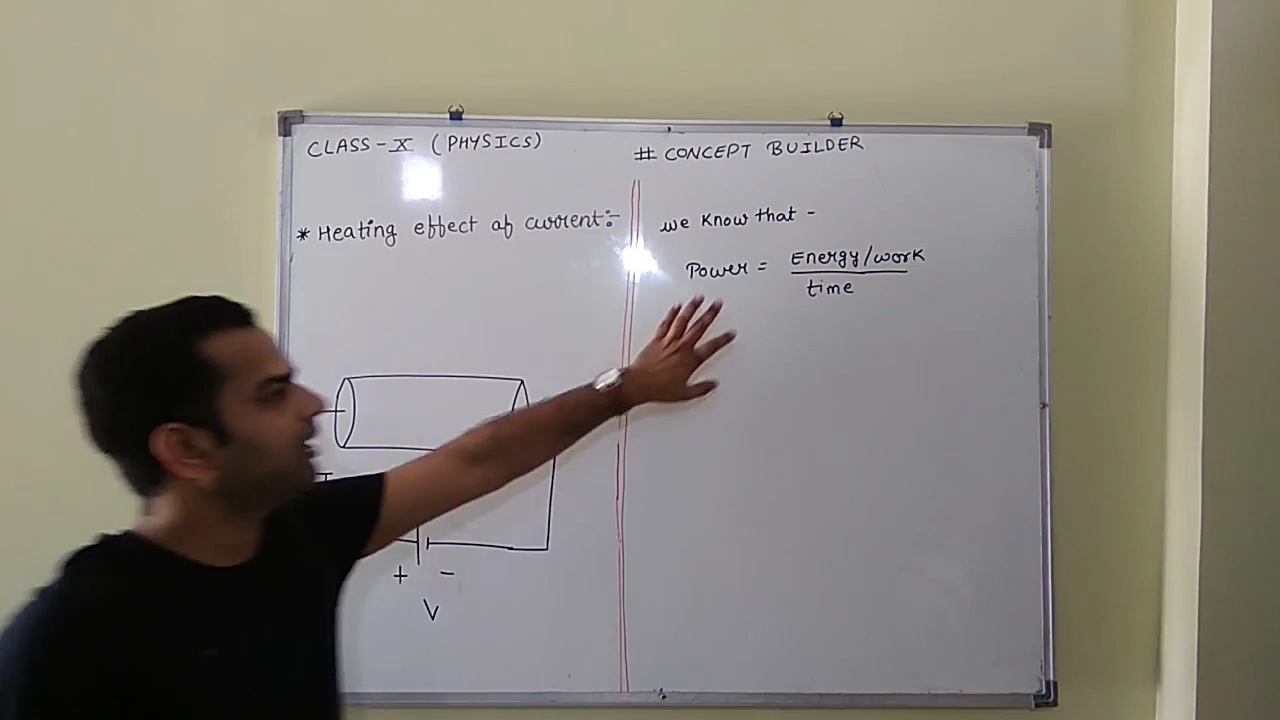 CLASS-X (PHYSICS)
# CONCEPT BUILDER
* Heating effect of current:-
we know that -
Power = Energy/work
time
I
+ -
V